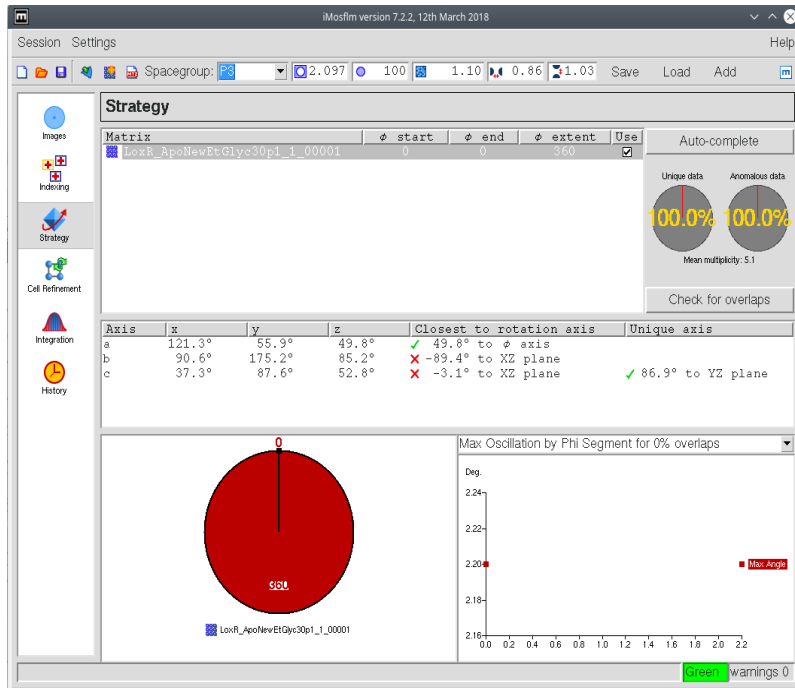 iMosflm version 7.2.2, 12th March 2018
Session Settings Help
Spacegroup: P3 2.097 100 1.10 0.86 1.03 Save Load Add
Strategy
Images
Indexing
Strategy
Cell Refinement
Integration
History
Matrix ϕ start ϕ end ϕ extent Use
LoxR_ApoNewEtGlyc30p1_1_00001 0 0 360
Auto-complete
Unique data Anomalous data
100.0% 100.0%
Mean multiplicity: 5.1
Check for overlaps
Axis x y z Closest to rotation axis Unique axis
a 121.3° 55.9° 49.8° ✓ 49.8° to ϕ axis
b 90.6° 175.2° 85.2° ✗ -89.4° to XZ plane
c 37.3° 87.6° 52.8° ✗ -3.1° to XZ plane ✓ 86.9° to YZ plane
0
360
LoxR_ApoNewEtGlyc30p1_1_00001
Max Oscillation by Phi Segment for 0% overlaps
Deg.
2.24
2.22
2.20
2.18
2.16
0.0 0.2 0.4 0.6 0.8 1.0 1.2 1.4 1.6 1.8 2.0 2.2
Max Angle
Green warnings 0